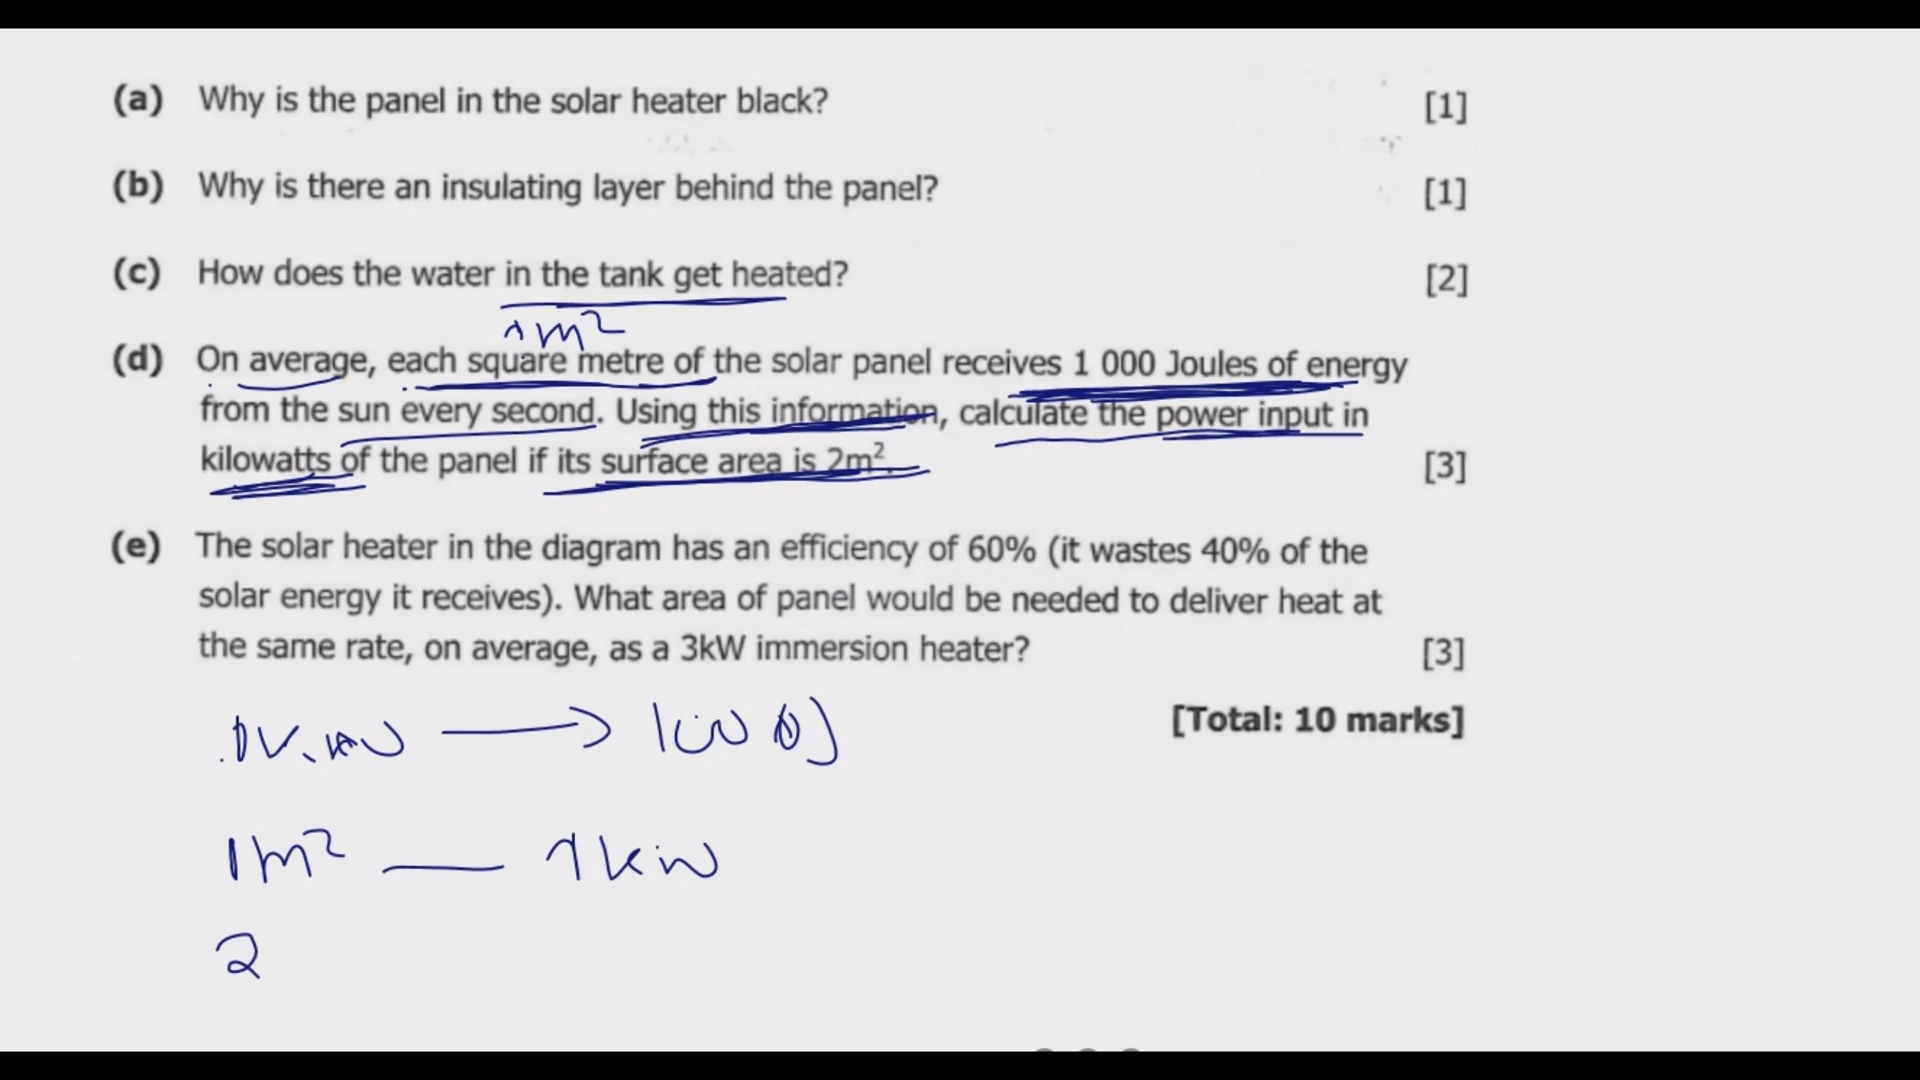 (a) Why is the panel in the solar heater black? [1]
(b) Why is there an insulating layer behind the panel? [1]
(c) How does the water in the tank get heated? [2]
1m²
(d) On average, each square metre of the solar panel receives 1 000 Joules of energy
from the sun every second. Using this information, calculate the power input in
kilowatts of the panel if its surface area is 2m². [3]
(e) The solar heater in the diagram has an efficiency of 60% (it wastes 40% of the
solar energy it receives). What area of panel would be needed to deliver heat at
the same rate, on average, as a 3kW immersion heater? [3]
[Total: 10 marks]
1m² — 1kw
2